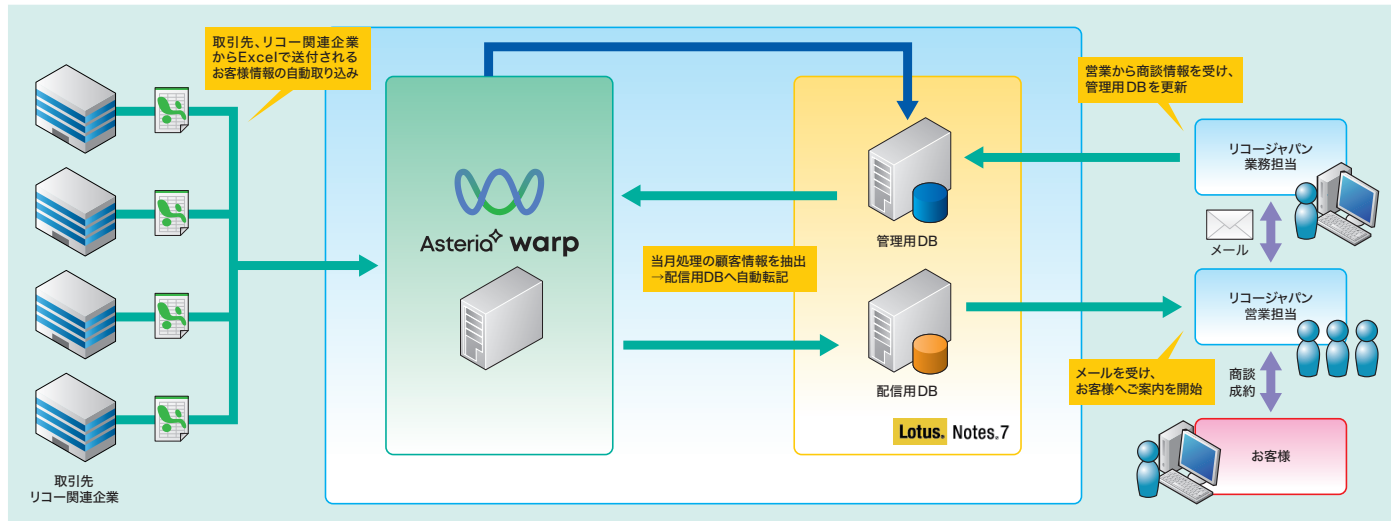 取引先、リコー関連企業
からExcelで送付される
お客様情報の自動取り込み
取引先
リコー関連企業
Asteria warp
当月処理の顧客情報を抽出
→配信用DBへ自動転記
管理用DB
配信用DB
Lotus. Notes.7
営業から商談情報を受け、
管理用DBを更新
リコージャパン
業務担当
メール
リコージャパン
営業担当
メールを受け、
お客様へご案内を開始
商談
成約
お客様